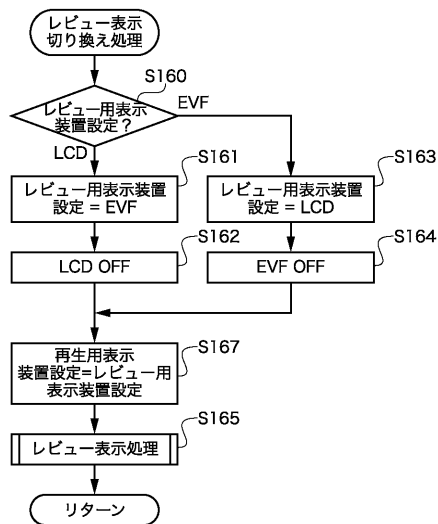 レビュー表示
切り換え処理
S160
レビュー用表示
装置設定？
EVF
LCD
S161
レビュー用表示装置
設定 = EVF
S163
レビュー用表示装置
設定 = LCD
S162
LCD OFF
S164
EVF OFF
S167
再生用表示
装置設定=レビュー用
表示装置設定
S165
レビュー表示処理
リターン